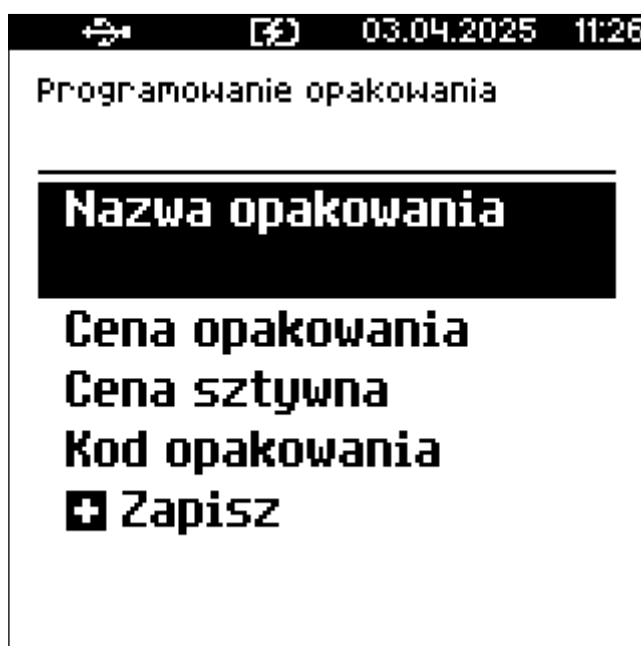 03.04.2025 11:26
Programowanie opakowania
Nazwa opakowania
Cena opakowania
Cena sztywna
Kod opakowania
Zapisz